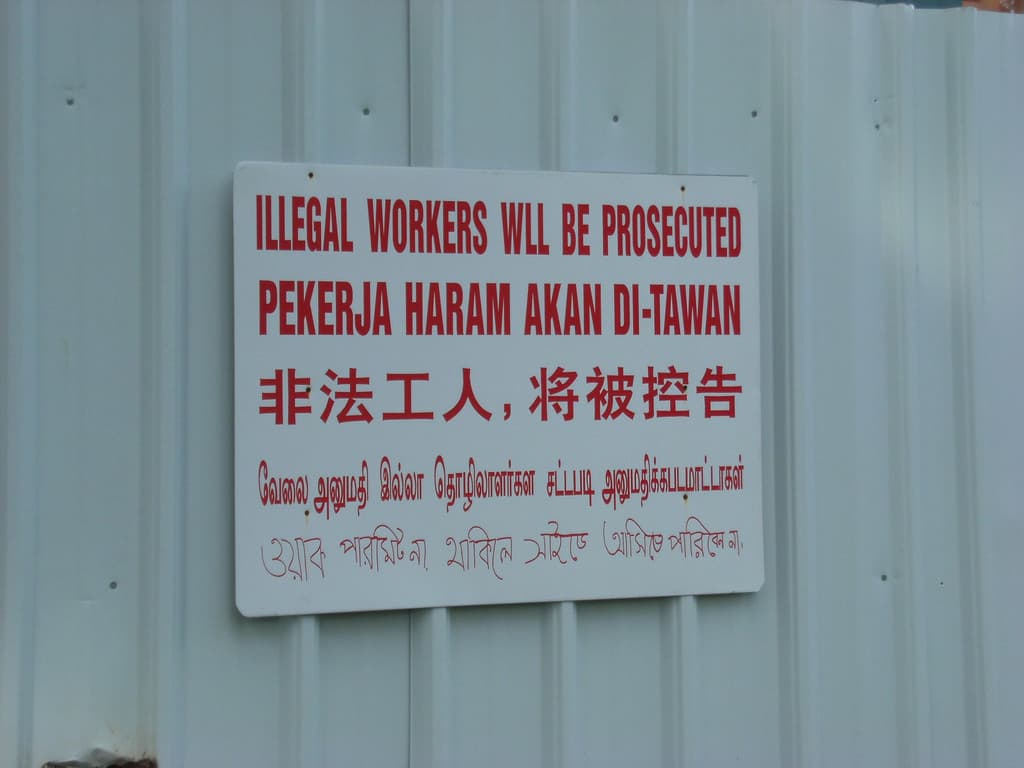 ILLEGAL WORKERS WLL BE PROSECUTED
PEKERJA HARAM AKAN DI-TAWAN
非法工人，将被控告
வேலை அனுமதி இல்லா தொழிலாளர்கள சட்டபடி அனுமதிக்கபடமாட்டாகள்
ওয়াক পারমিট না থাকিলে সাইডে আসিতে পারিবেন না.